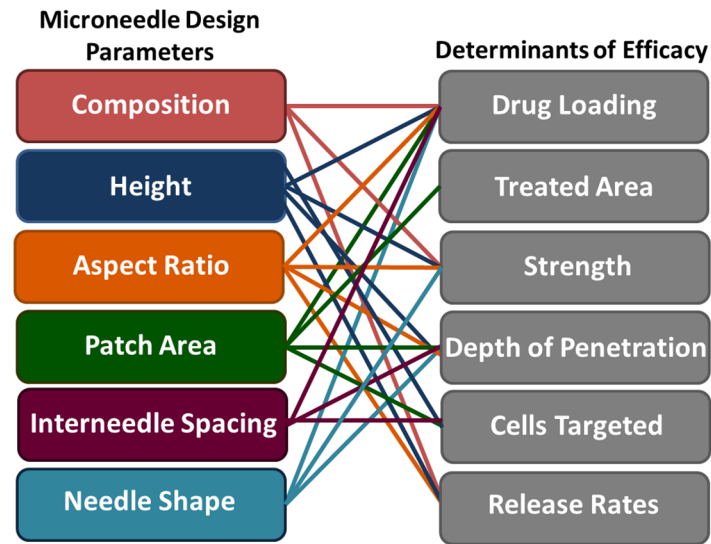 Microneedle Design
Parameters
Determinants of Efficacy
Composition
Height
Aspect Ratio
Patch Area
Interneedle Spacing
Needle Shape
Drug Loading
Treated Area
Strength
Depth of Penetration
Cells Targeted
Release Rates